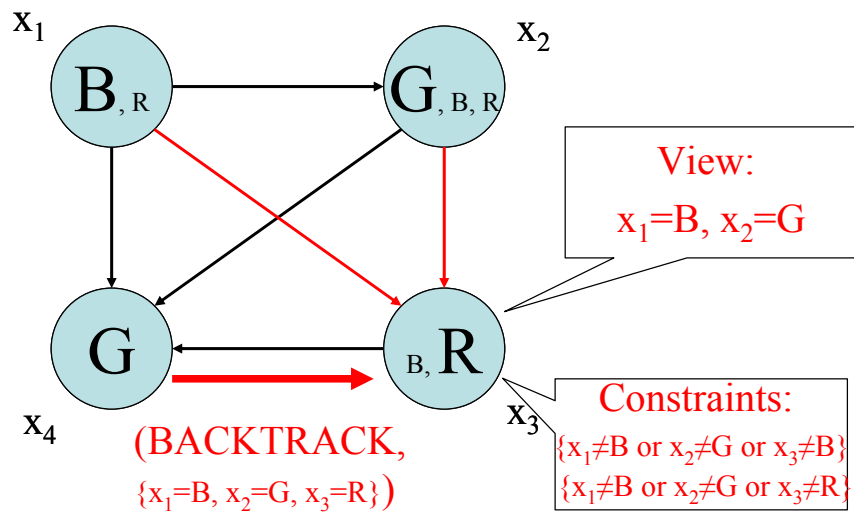 x₁
x₂
B, R
G, B, R
View:
x₁=B, x₂=G
G
B, R
x₄
x₃
(BACKTRACK,
{x₁=B, x₂=G, x₃=R})
Constraints:
{x₁≠B or x₂≠G or x₃≠B}
{x₁≠B or x₂≠G or x₃≠R}